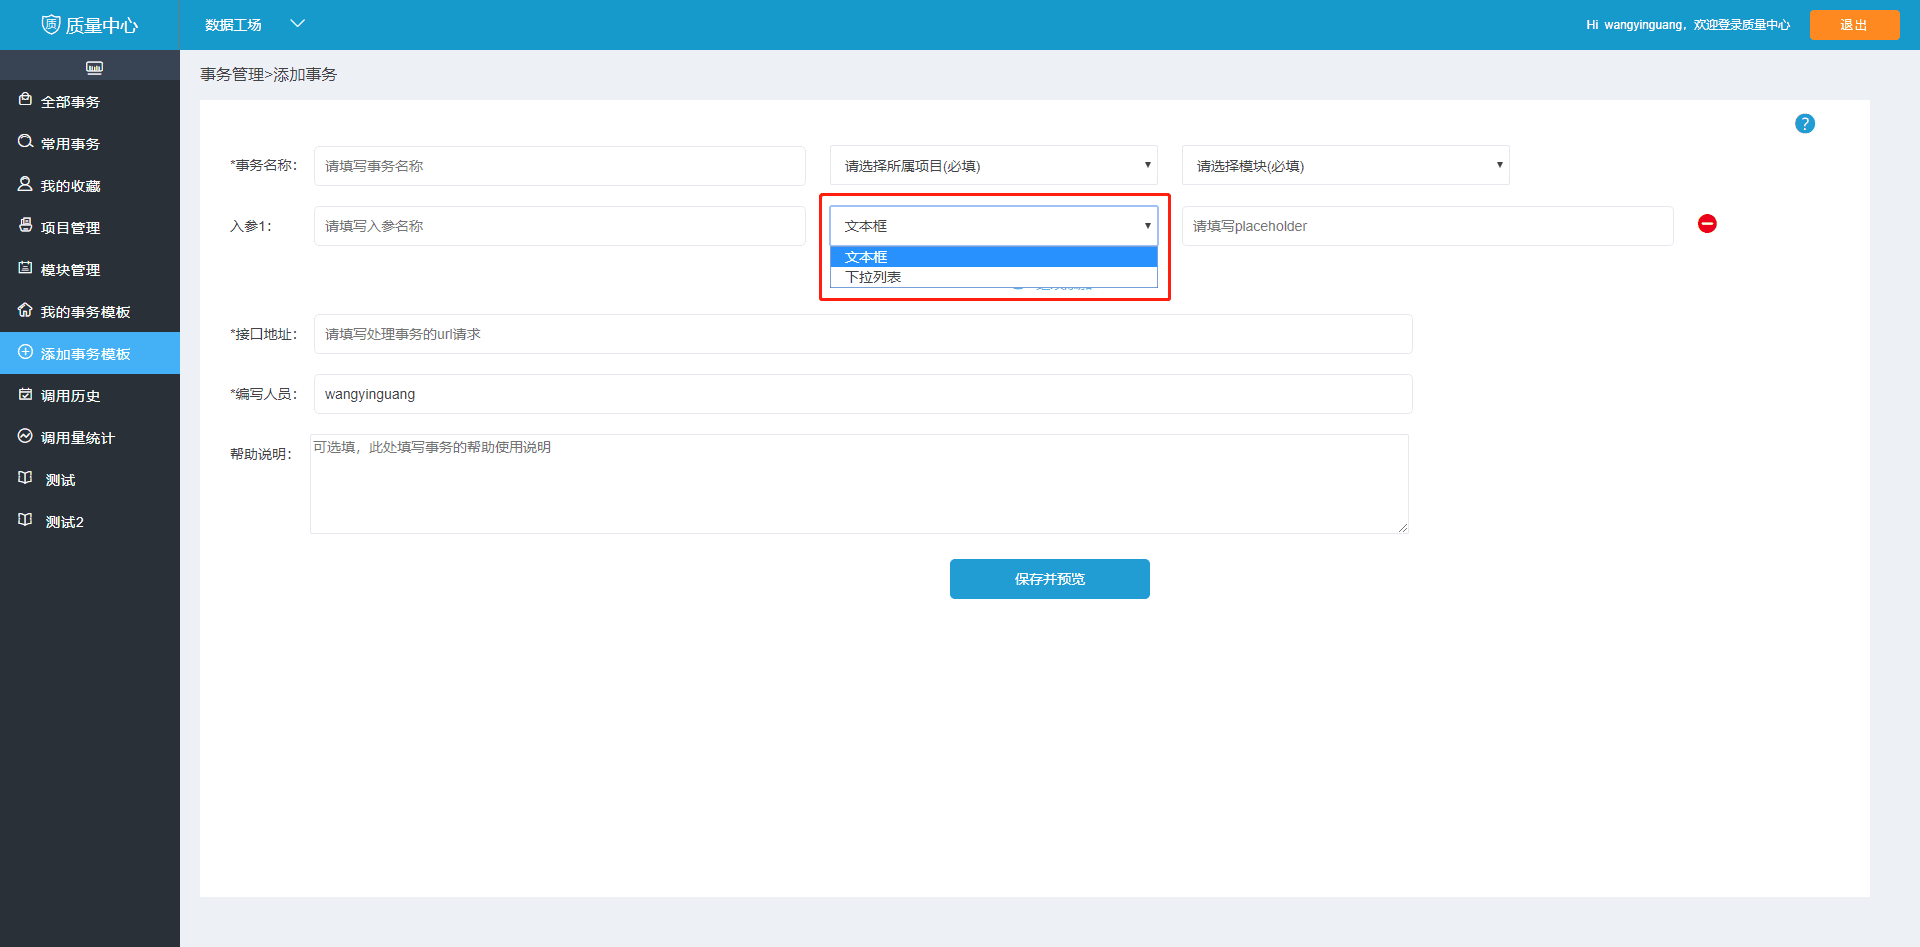 质 质量中心
数据工场
Hi wangyinguang，欢迎登录质量中心
退出
事务管理>添加事务
全部事务
常用事务
我的收藏
项目管理
模块管理
我的事务模板
添加事务模板
调用历史
调用量统计
测试
测试2
?
*事务名称：
请填写事务名称
请选择所属项目(必填)
请选择模块(必填)
入参1：
请填写入参名称
文本框
请填写placeholder
文本框
下拉列表
*接口地址：
请填写处理事务的url请求
*编写人员：
wangyinguang
帮助说明：
可选填，此处填写事务的帮助使用说明
保存并预览